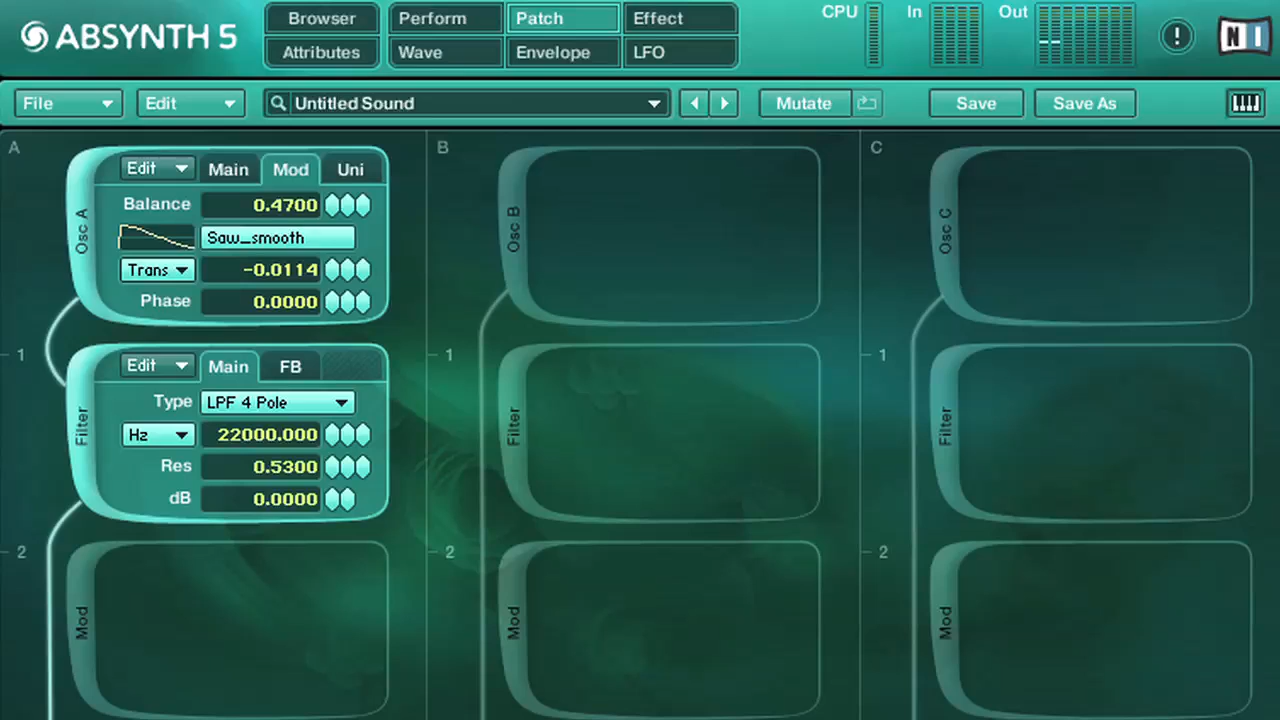 ABSYNTH 5
Browser
Perform
Patch
Effect
Attributes
Wave
Envelope
LFO
CPU
In
Out
!
NI
File
Edit
Untitled Sound
Mutate
Save
Save As
A
B
C
Osc A
Edit
Main
Mod
Uni
Balance
0.4700
Saw_smooth
Trans
-0.0114
Phase
0.0000
Osc B
Osc C
1
1
1
Filter
Edit
Main
FB
Type
LPF 4 Pole
Hz
22000.000
Res
0.5300
dB
0.0000
Filter
Filter
2
2
2
Mod
Mod
Mod